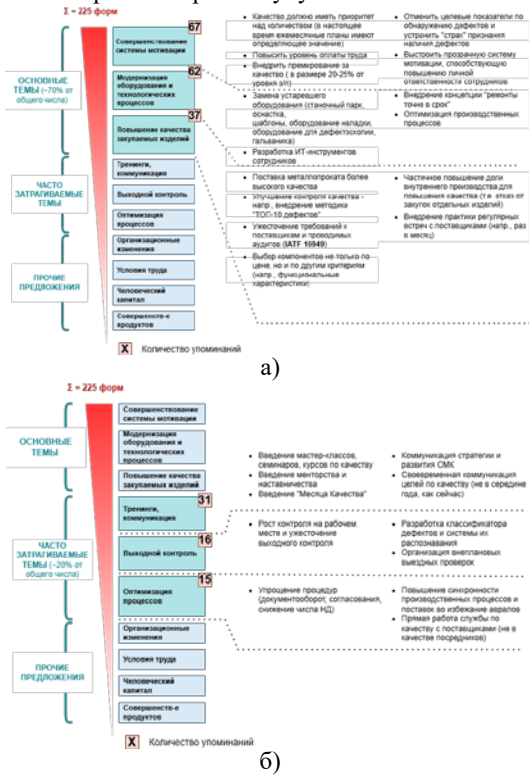 Σ = 225 форм
67
Совершенствование
системы мотивации
62
Модернизация
оборудования и
технологических
процессов
37
Повышение качества
закупаемых изделий
Тренинги,
коммуникация
Выходной контроль
Оптимизация
процессов
Организационные
изменения
Условия труда
Человеческий
капитал
Совершенств-е
продуктов
ОСНОВНЫЕ
ТЕМЫ (~70% от
общего числа)
ЧАСТО
ЗАТРАГИВАЕМЫЕ
ТЕМЫ
ПРОЧИЕ
ПРЕДЛОЖЕНИЯ
• Качество должно иметь приоритет
над количеством (в настоящее
время ежемесячные планы имеют
определяющее значение)
• Повысить уровень оплаты труда
• Внедрить премирование за
качество ( в размере 20-25% от
уровня з/п)
• Отменить целевые показатели по
обнаружению дефектов и
устранить "страх" признания
наличия дефектов
• Выстроить прозрачную систему
мотивации, способствующую
повышению личной
ответственности сотрудников
• Замена устаревшего
оборудования (станочный парк,
оснастка,
шаблоны, оборудование наладки,
оборудование для дефектоскопии,
гальваника)
• Разработка ИТ-инструментов
сотрудников
• Внедрение концепции "ремонты
точно в срок"
• Оптимизация производственных
процессов
• Поставка металлопроката более
высокого качества
• Улучшение контроля качества -
напр., внедрение методики
"ТОП-10 дефектов"
• Ужесточение требований к
поставщикам и проводимых
аудитов (IATF 16949)
• Выбор компонентов не только по
цене, но и по другим критериям
(напр., функциональные
характеристики)
• Частичное повышение доли
внутреннего производства для
повышения качества (т.е. отказ от
закупок отдельных изделий)
• Внедрение практики регулярных
встреч с поставщиками (напр., раз
в месяц)
X Количество упоминаний
а)
Σ = 225 форм
Совершенствование
системы мотивации
Модернизация
оборудования и
технологических
процессов
Повышение качества
закупаемых изделий
31
Тренинги,
коммуникация
16
Выходной контроль
15
Оптимизация
процессов
Организационные
изменения
Условия труда
Человеческий
капитал
Совершенств-е
продуктов
ОСНОВНЫЕ
ТЕМЫ
ЧАСТО
ЗАТРАГИВАЕМЫЕ
ТЕМЫ (~20% от
общего числа)
ПРОЧИЕ
ПРЕДЛОЖЕНИЯ
• Введение мастер-классов,
семинаров, курсов по качеству
• Введение менторства и
наставничества
• Введение "Месяца Качества"
• Коммуникация стратегии и
развития СМК
• Своевременная коммуникация
целей по качеству (не в середине
года, как сейчас)
• Рост контроля на рабочем
месте и ужесточение
выходного контроля
• Разработка классификатора
дефектов и системы их
распознавания
• Организация внеплановых
выездных проверок
• Упрощение процедур
(документооборот, согласования,
снижение числа НД)
• Повышение синхронности
производственных процессов и
поставок во избежание авралов
• Прямая работа службы по
качеству с поставщиками (не в
качестве посредников)
X Количество упоминаний
б)